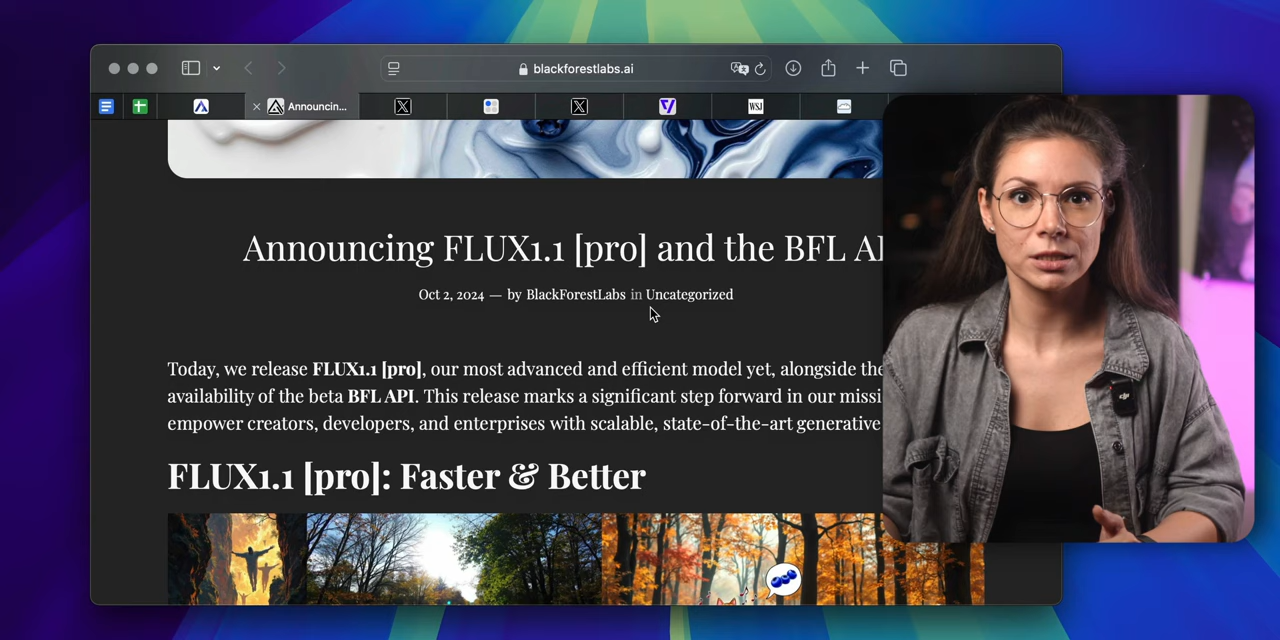 blackforestlabs.ai
Announcin...
WSJ
Announcing FLUX1.1 [pro] and the BFL
Oct 2, 2024 — by BlackForestLabs in Uncategorized
Today, we release FLUX1.1 [pro], our most advanced and efficient model yet, alongside the
availability of the beta BFL API. This release marks a significant step forward in our
empower creators, developers, and enterprises with scalable, state-of-the-art generative
FLUX1.1 [pro]: Faster & Better
dji